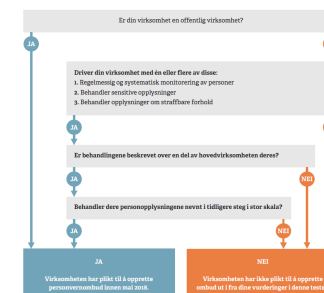 Er din virksomhet en offentlig virksomhet?
JA
Driver din virksomhet med én eller flere av disse:
1. Regelmessig og systematisk monitorering av personer
2. Behandler sensitive opplysninger
3. Behandler opplysninger om straffbare forhold
JA
Er behandlingene beskrevet over en del av hovedvirksomheten deres?
JA
NEI
Behandler dere personopplysningene nevnt i tidligere steg i stor skala?
JA
NEI
JA
Virksomheten har plikt til å opprette
personvernombud innen mai 2018.
NEI
Virksomheten har ikke plikt til å opprette
ombud ut i fra dine vurderinger i denne teste